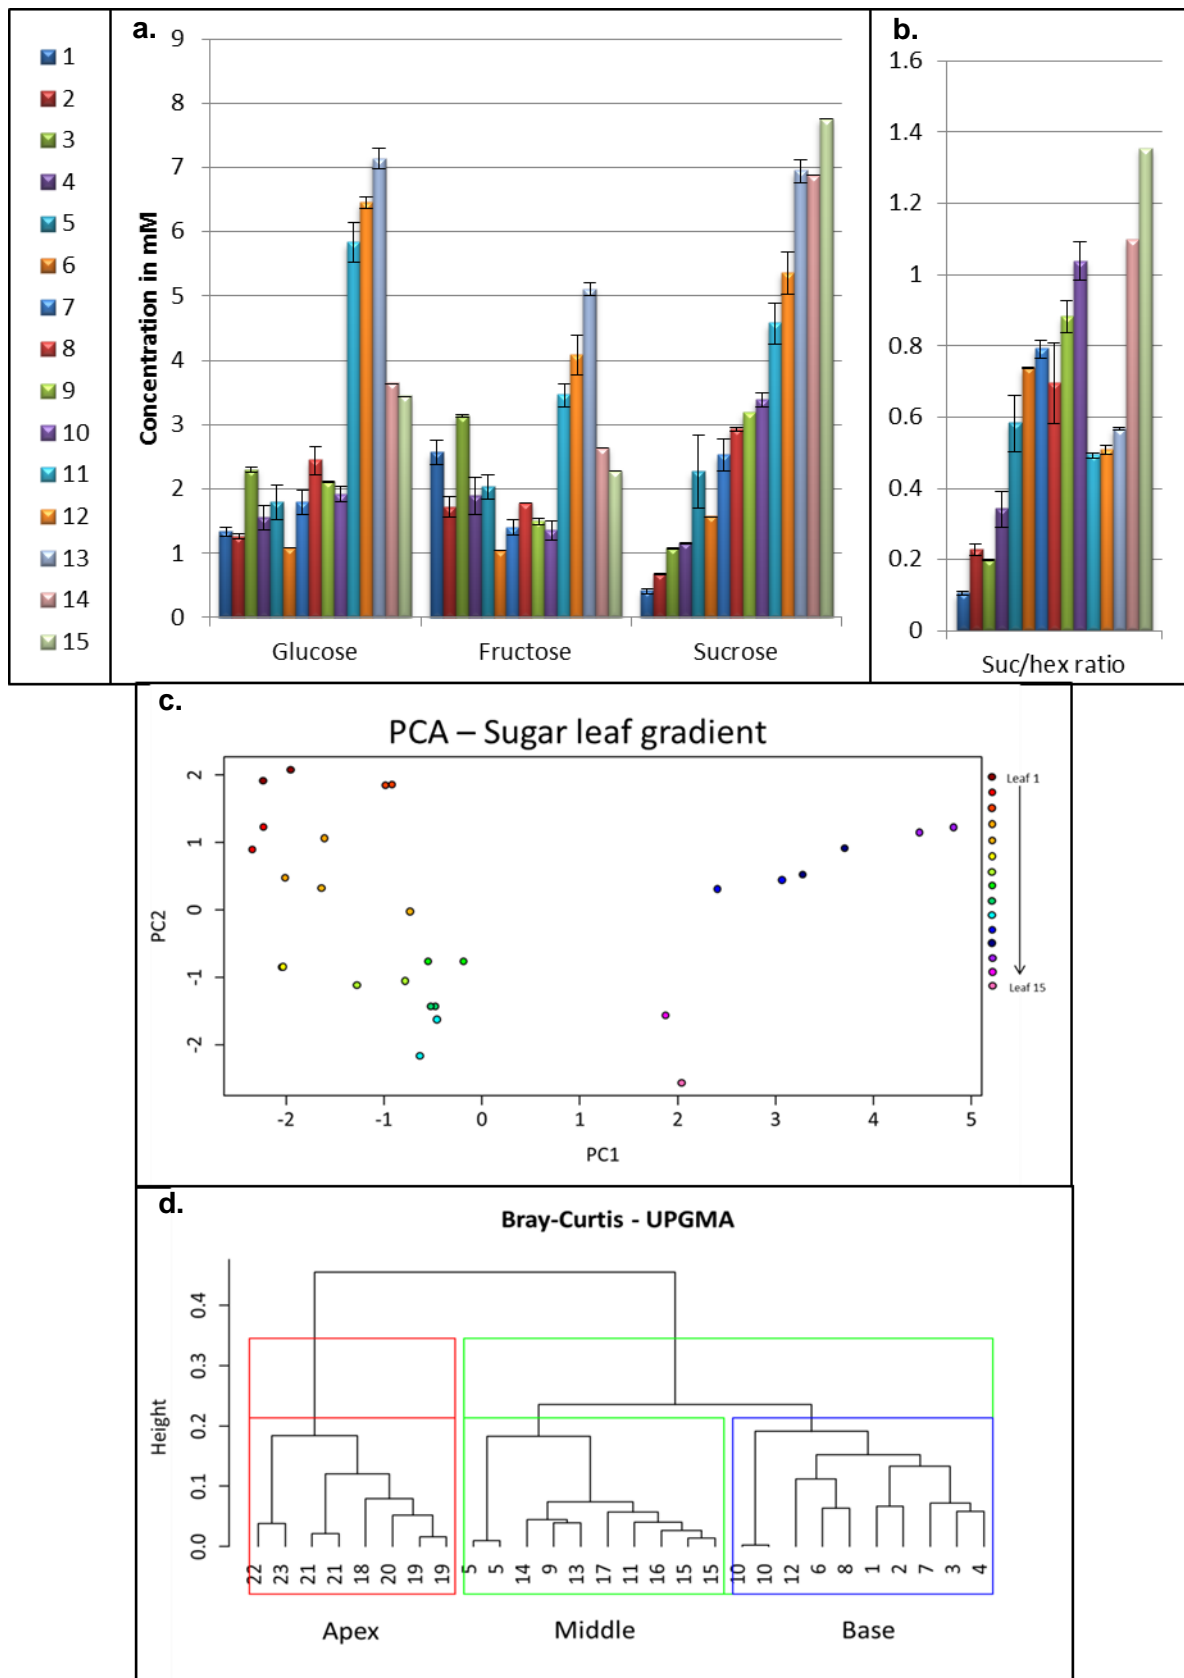 1
2
3
4
5
6
7
8
9
10
11
12
13
14
15
a.
9
8
7
6
5
4
3
2
1
0
Concentration in mM
Glucose Fructose Sucrose
b.
1.6
1.4
1.2
1
0.8
0.6
0.4
0.2
0
Suc/hex ratio
c.
PCA – Sugar leaf gradient
2
1
0
-1
-2
PC2
-2 -1 0 1 2 3 4 5
PC1
Leaf 1
Leaf 15
d.
Bray-Curtis - UPGMA
0.4
0.3
0.2
0.1
0.0
Height
22 23 21 21 18 20 19 19 5 5 14 9 13 17 11 16 15 15 10 10 12 6 8 1 2 7 3 4
Apex Middle Base